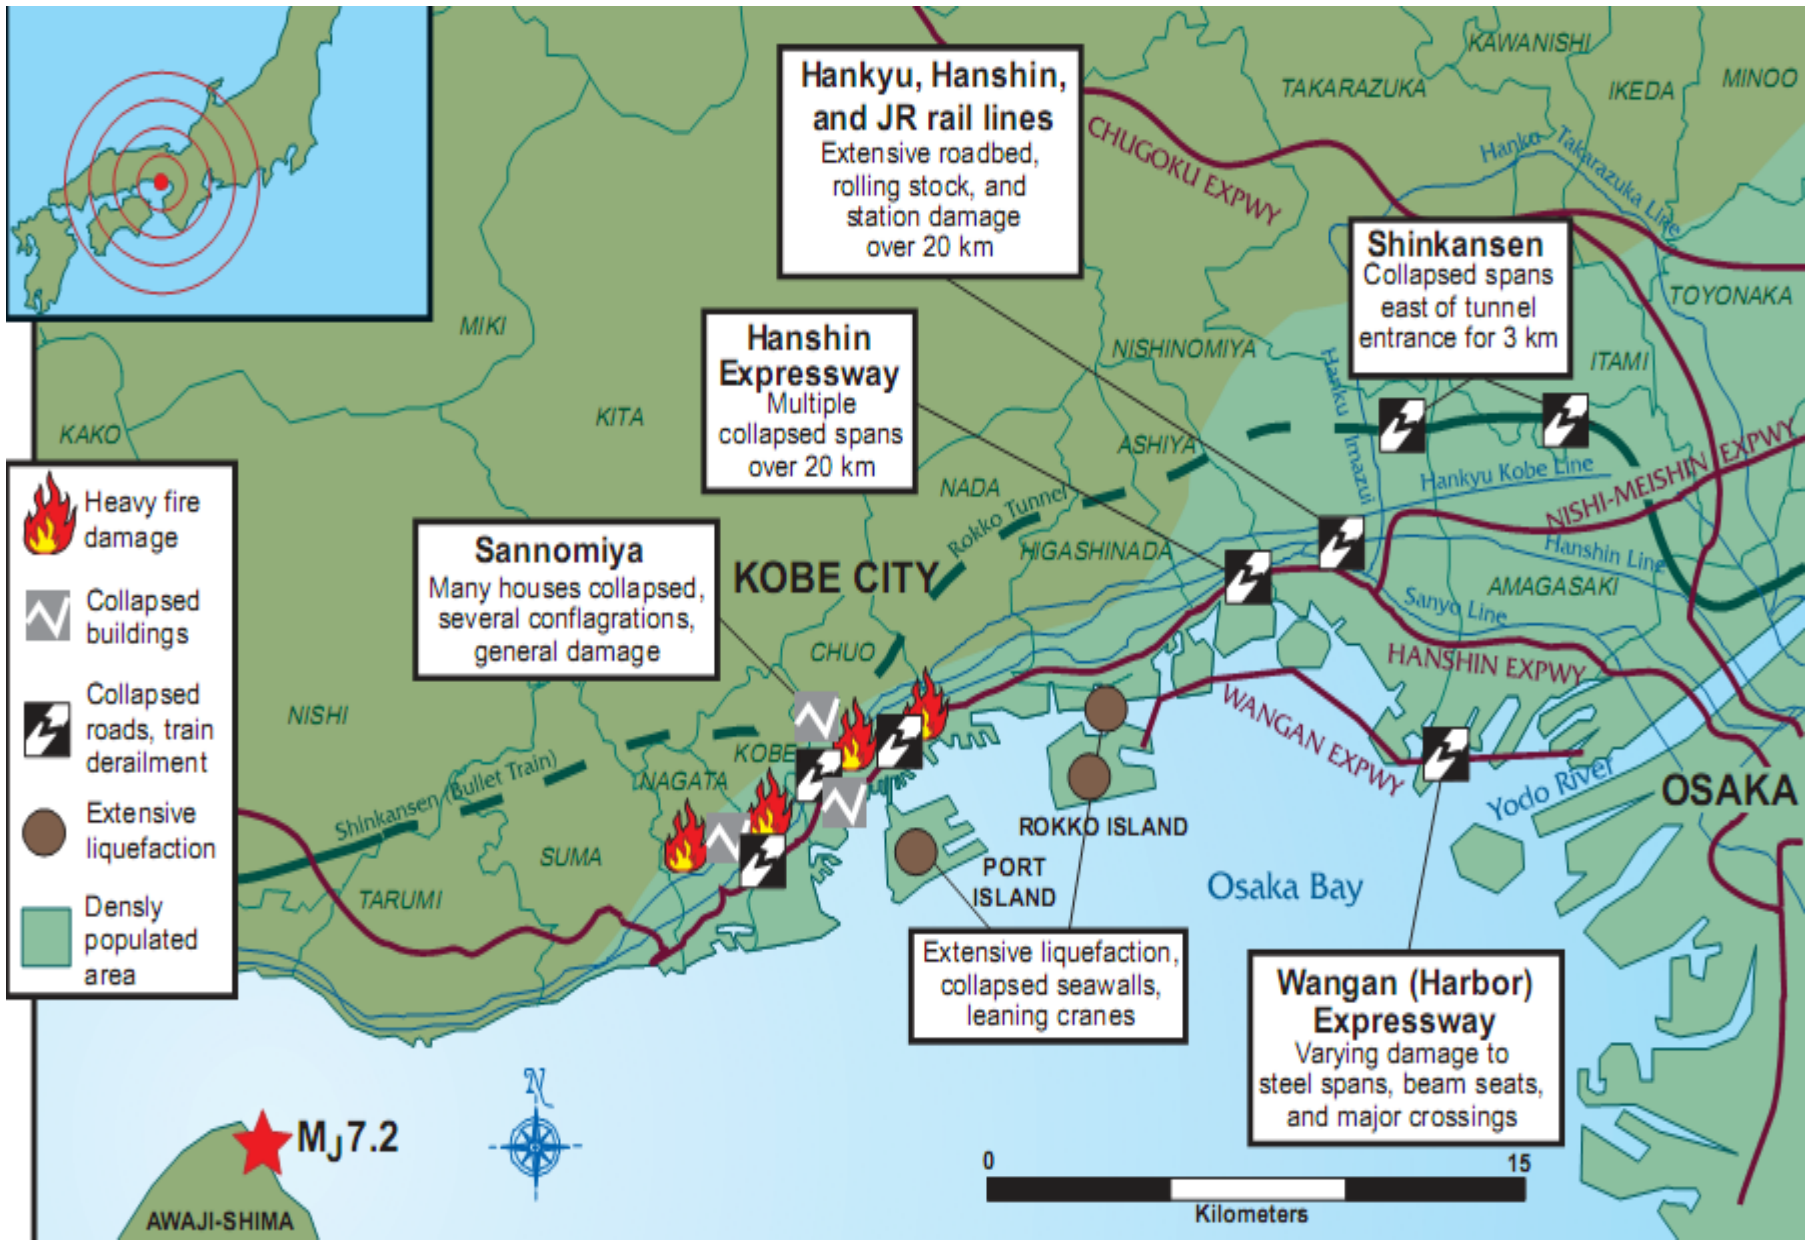 KAWANISHI
TAKARAZUKA
IKEDA
MINOO
Hankyu, Hanshin,
and JR rail lines
Extensive roadbed,
rolling stock, and
station damage
over 20 km
CHUGOKU EXPWY
Hanko Takarazuka Line
Shinkansen
Collapsed spans
east of tunnel
entrance for 3 km
TOYONAKA
ITAMI
MIKI
Hanshin
Expressway
Multiple
collapsed spans
over 20 km
NISHINOMIYA
Hanku Imazui
KITA
KAKO
ASHIYA
NADA
Hankyu Kobe Line
NISHI-MEISHIN EXPWY
Rokko Tunnel
HIGASHINADA
Hanshin Line
AMAGASAKI
Sanyo Line
Heavy fire
damage
Collapsed
buildings
Collapsed
roads, train
derailment
Extensive
liquefaction
Densly
populated
area
Sannomiya
Many houses collapsed,
several conflagrations,
general damage
KOBE CITY
CHUO
HANSHIN EXPWY
WANGAN EXPWY
NISHI
KOBE
NAGATA
Shinkansen (Bullet Train)
SUMA
TARUMI
Yodo River
OSAKA
ROKKO ISLAND
PORT
ISLAND
Osaka Bay
Extensive liquefaction,
collapsed seawalls,
leaning cranes
Wangan (Harbor)
Expressway
Varying damage to
steel spans, beam seats,
and major crossings
N
MJ7.2
AWAJI-SHIMA
0 15
Kilometers